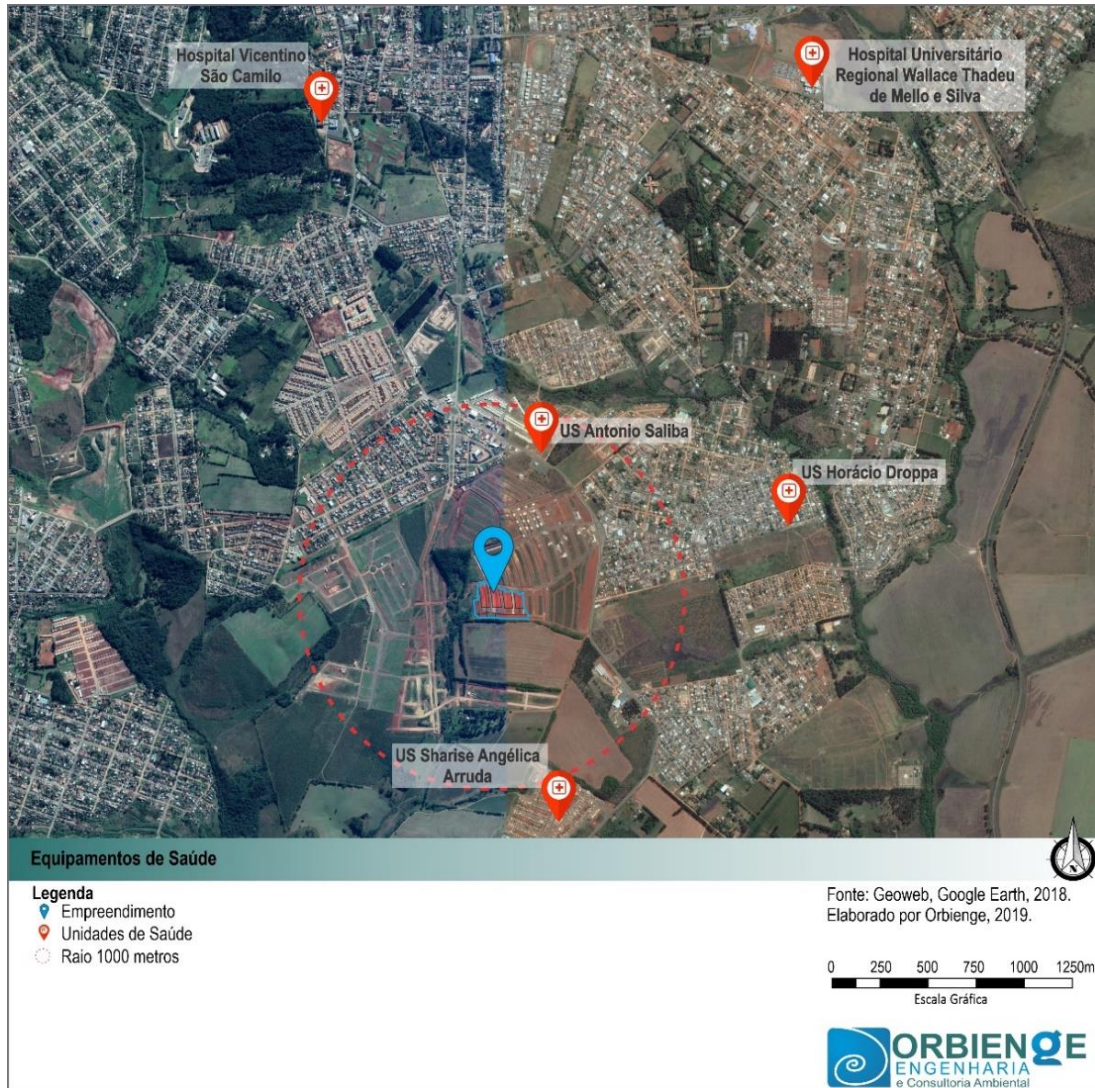 Hospital Vicentino
São Camilo
Hospital Universitário
Regional Wallace Thadeu
de Mello e Silva
US Antonio Saliba
US Horácio Droppa
US Sharise Angélica
Arruda
Equipamentos de Saúde
N
Legenda
Empreendimento
Unidades de Saúde
Raio 1000 metros
Fonte: Geoweb, Google Earth, 2018.
Elaborado por Orbienge, 2019.
0 250 500 750 1000 1250m
Escala Gráfica
ORBIENgE
ENGENHARIA
e Consultoria Ambiental